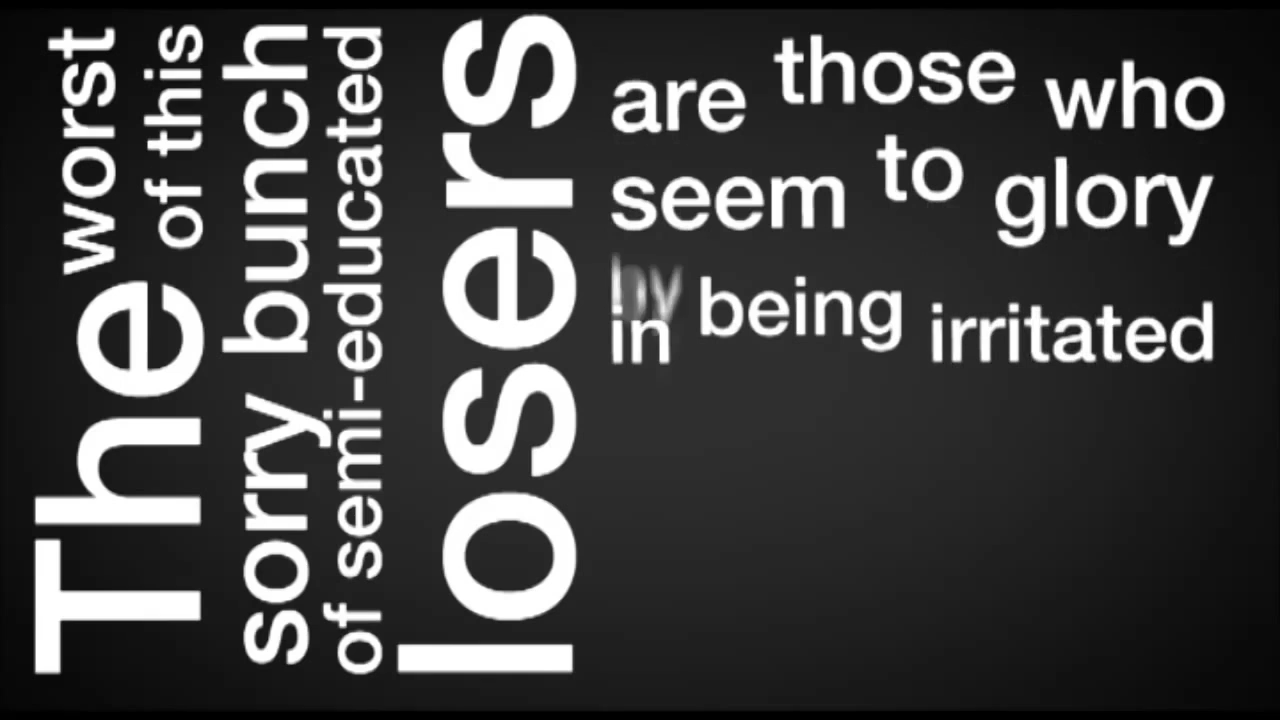 The worst
of this
sorry bunch
of semi-educated
losers
are those who
seem to glory
by
in being irritated